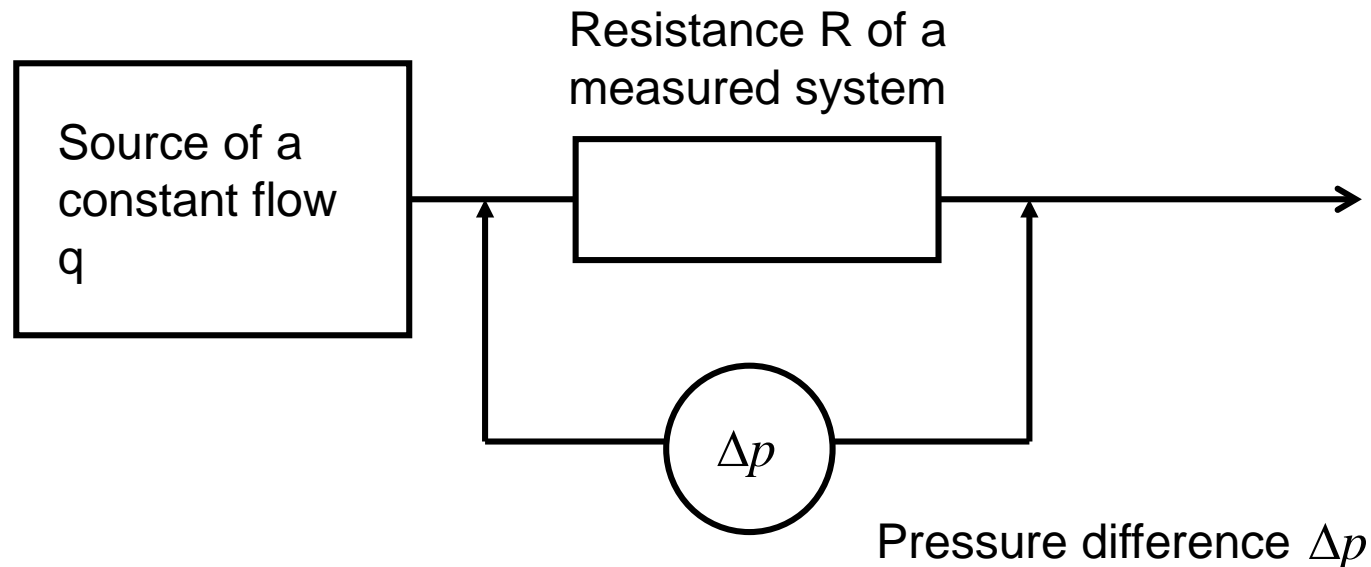 Resistance R of a
measured system
Source of a
constant flow
q
Δp
Pressure difference Δp